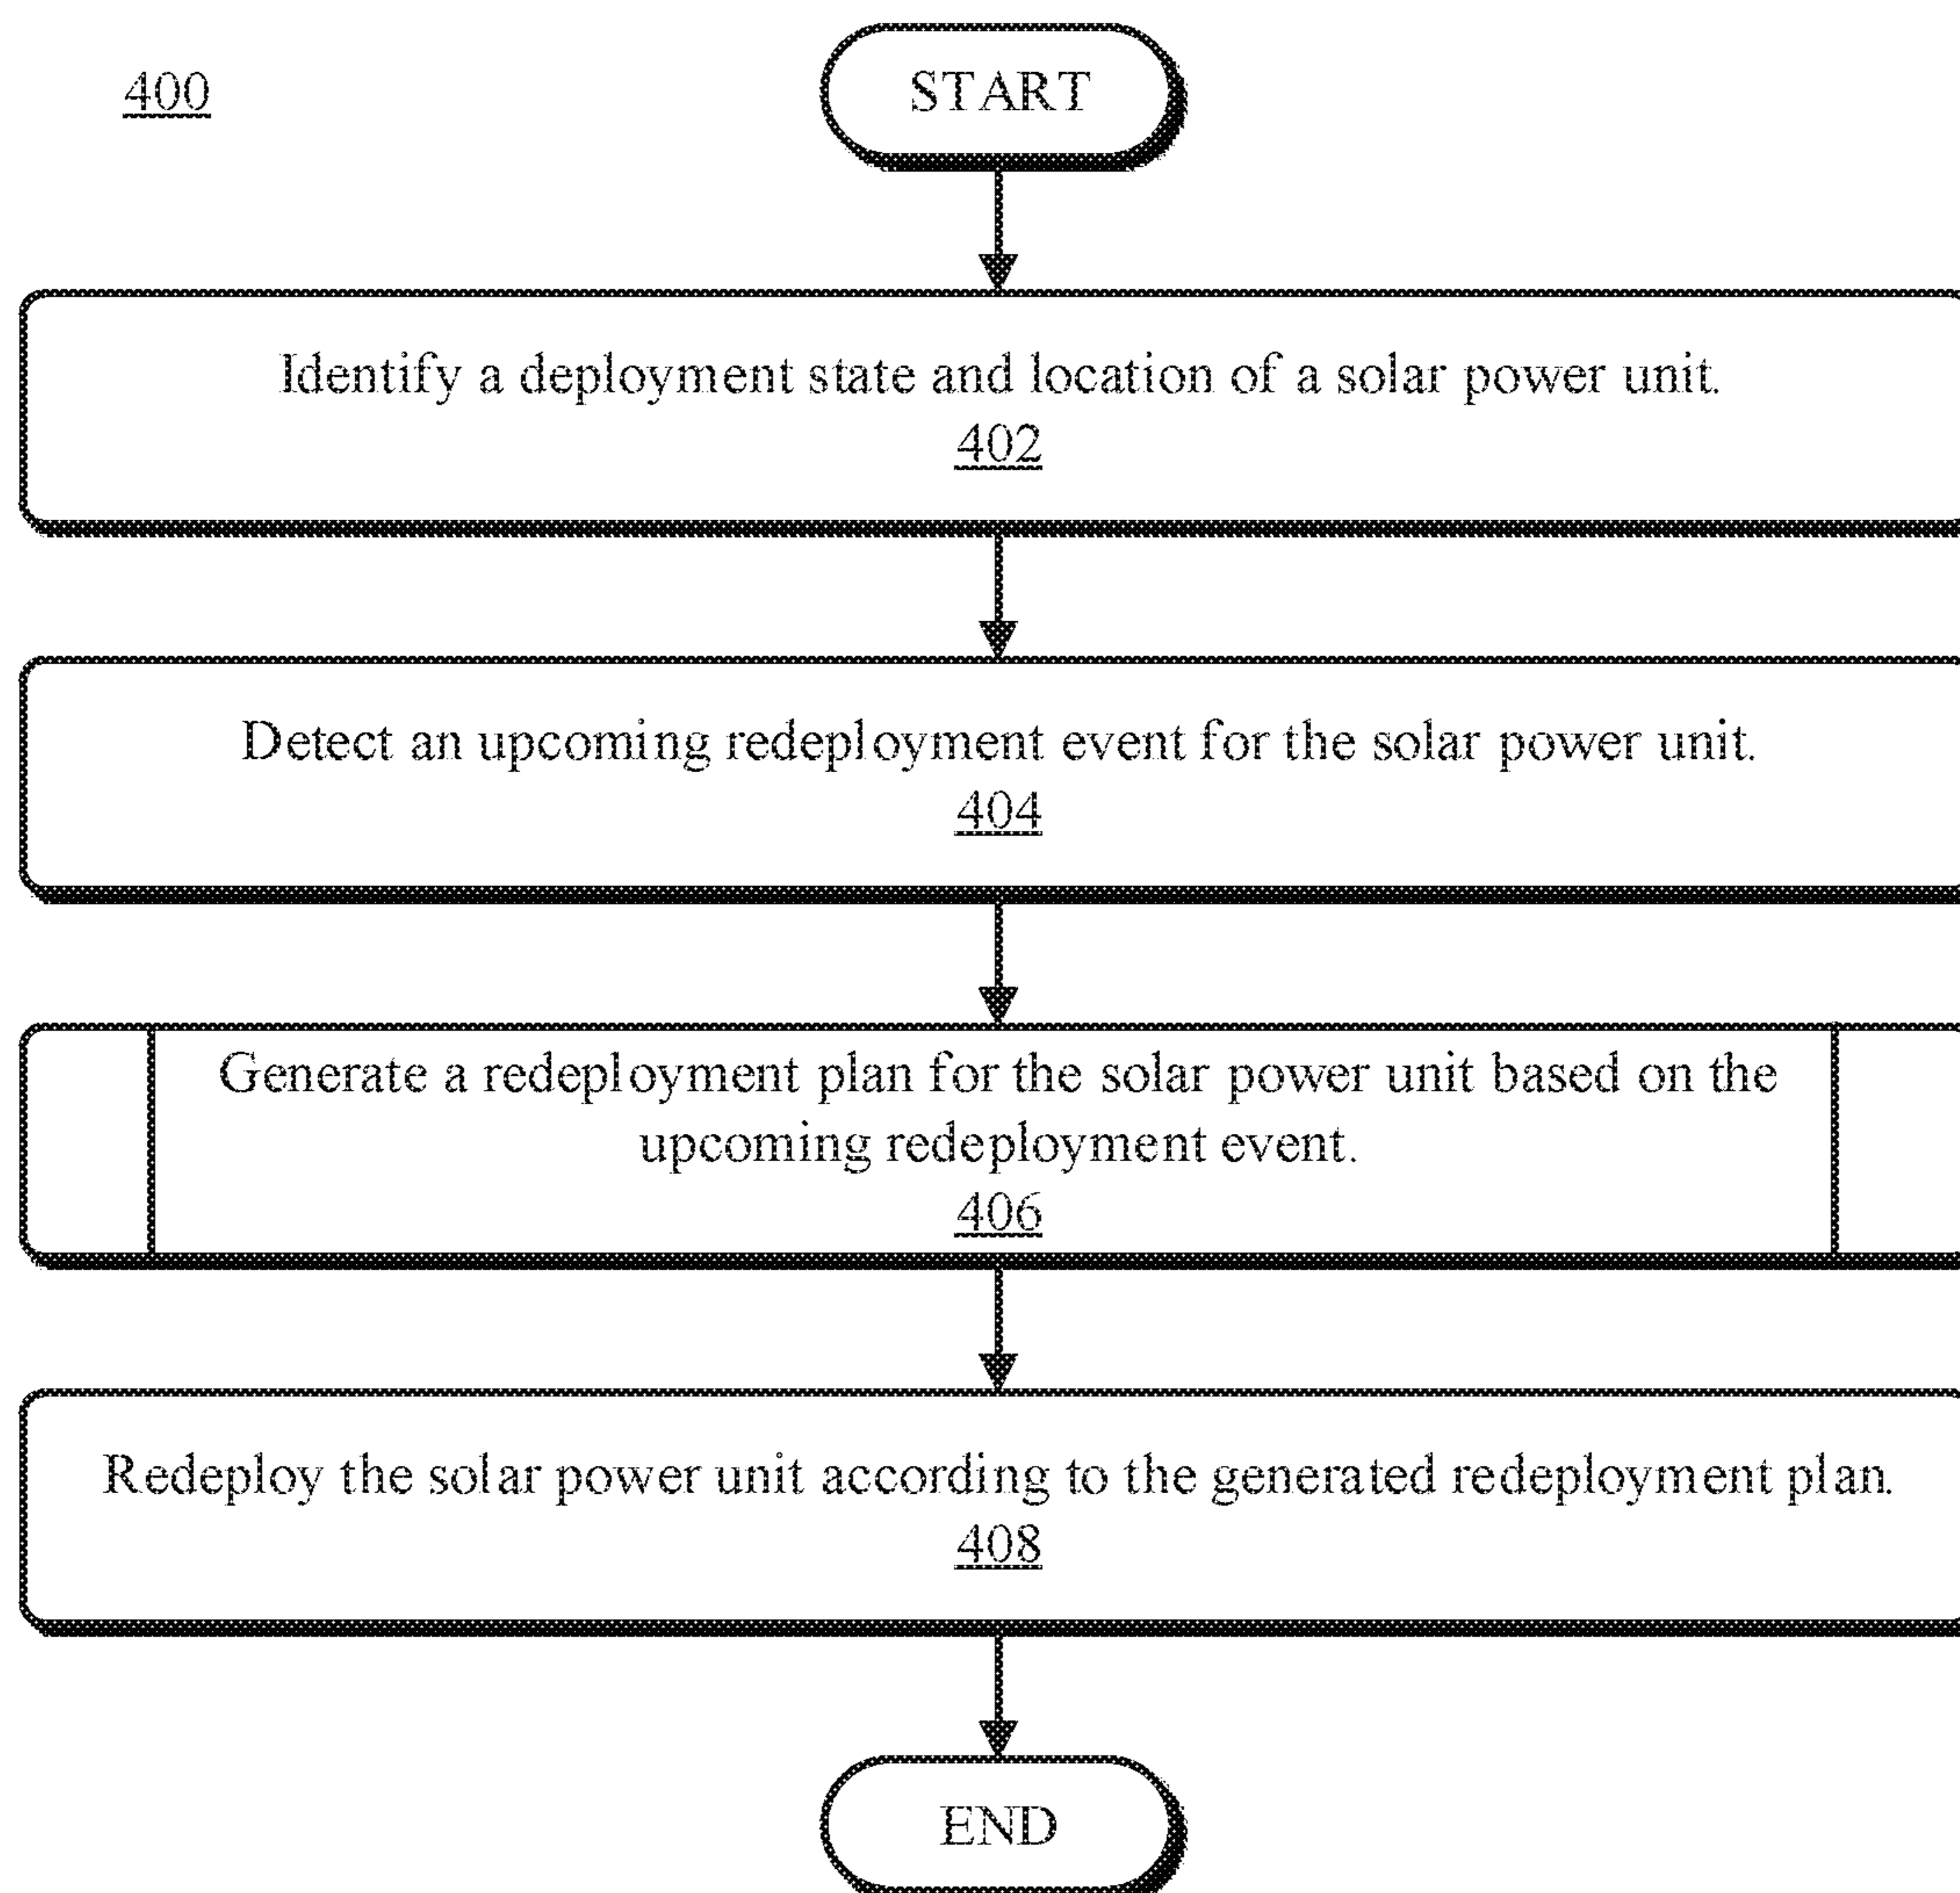 400
START
Identify a deployment state and location of a solar power unit.
402
Detect an upcoming redeployment event for the solar power unit.
404
Generate a redeployment plan for the solar power unit based on the
upcoming redeployment event.
406
Redeploy the solar power unit according to the generated redeployment plan.
408
END